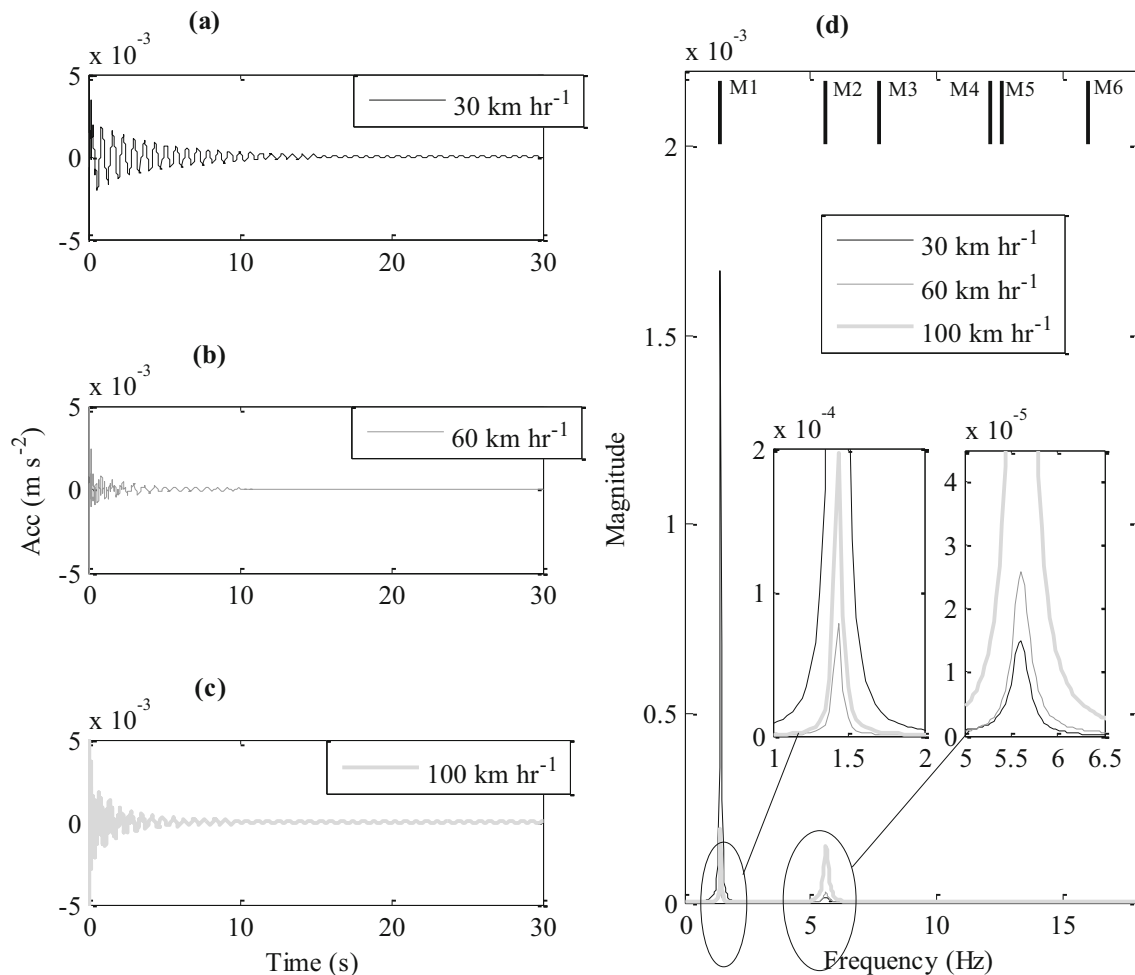 (a)
x 10-3
5
0
-5
30 km hr-1
0 10 20 30
(b)
x 10-3
5
0
-5
60 km hr-1
0 10 20 30
Acc (m s -2)
(c)
x 10-3
5
0
-5
100 km hr-1
0 10 20 30
Time (s)
(d)
x 10-3
M1 M2 M3 M4 M5 M6
2
1.5
1
0.5
0
Magnitude
30 km hr-1
60 km hr-1
100 km hr-1
x 10-4
2
1
0
1 1.5 2
x 10-5
4
3
2
1
0
5 5.5 6 6.5
0 5 10 15
Frequency (Hz)